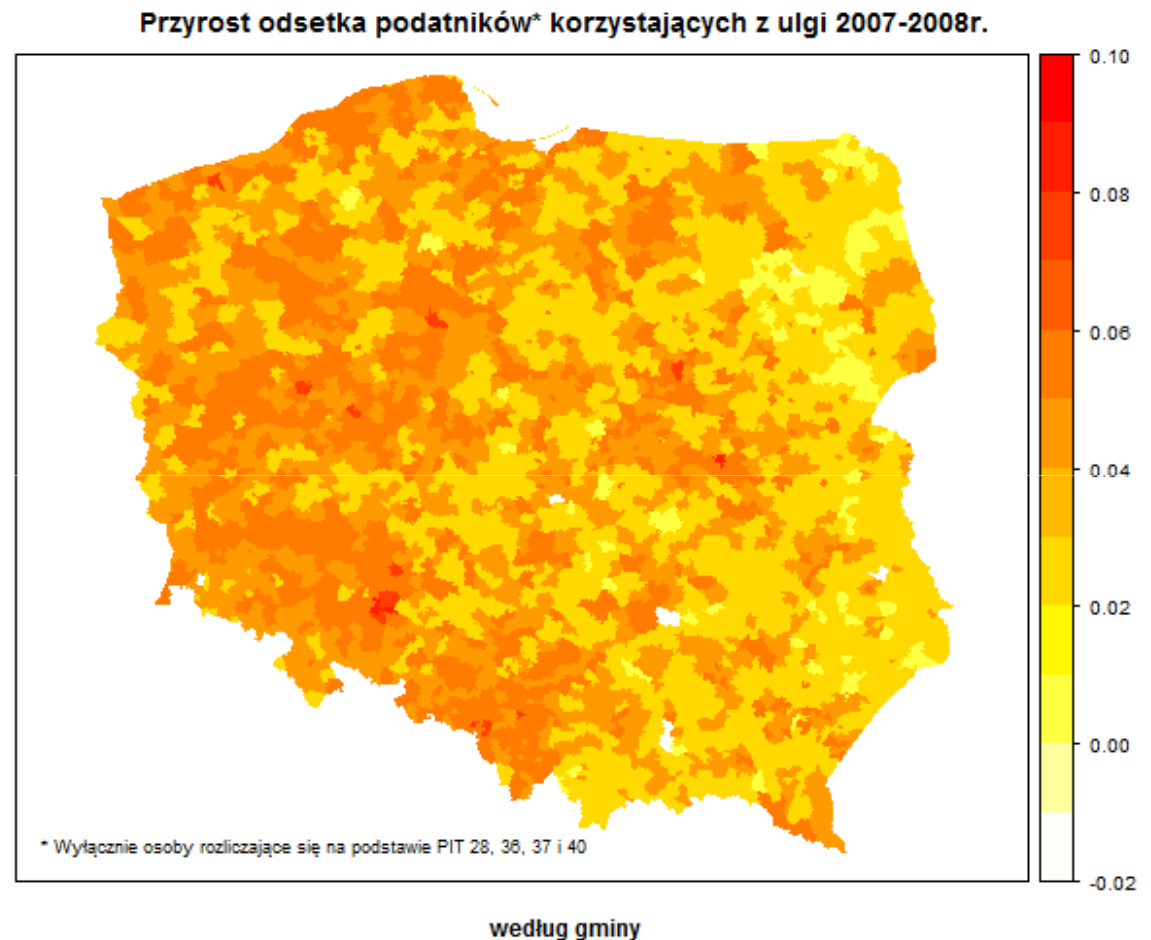 Przyrost odsetka podatników* korzystających z ulgi 2007-2008r.
0.10
0.08
0.06
0.04
0.02
0.00
-0.02
* Wyłącznie osoby rozliczające się na podstawie PIT 28, 36, 37 i 40
według gminy